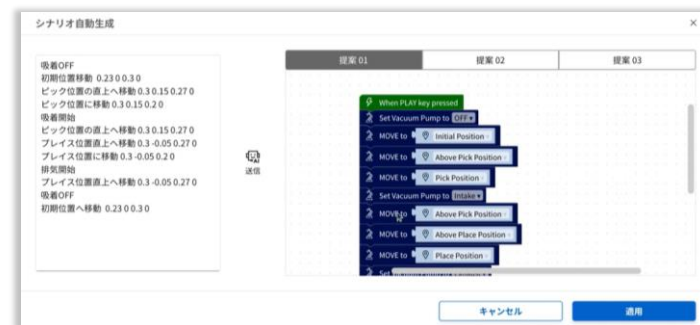 シナリオ自動生成
×
吸着OFF
初期位置移動 0.23 0 0.3 0
ピック位置の直上へ移動 0.3 0.15 0.27 0
ピック位置に移動 0.3 0.15 0.2 0
吸着開始
ピック位置の直上へ移動 0.3 0.15 0.27 0
プレイス位置直上へ移動 0.3 -0.05 0.27 0
プレイス位置に移動 0.3 -0.05 0.2 0
排気開始
プレイス位置直上へ移動 0.3 -0.05 0.27 0
吸着OFF
初期位置へ移動 0.23 0 0.3 0
送信
提案 01
提案 02
提案 03
When PLAY key pressed
Set Vacuum Pump to OFF
MOVE to Initial Position
MOVE to Above Pick Position
MOVE to Pick Position
Set Vacuum Pump to Intake
MOVE to Above Pick Position
MOVE to Above Place Position
MOVE to Place Position
キャンセル
適用